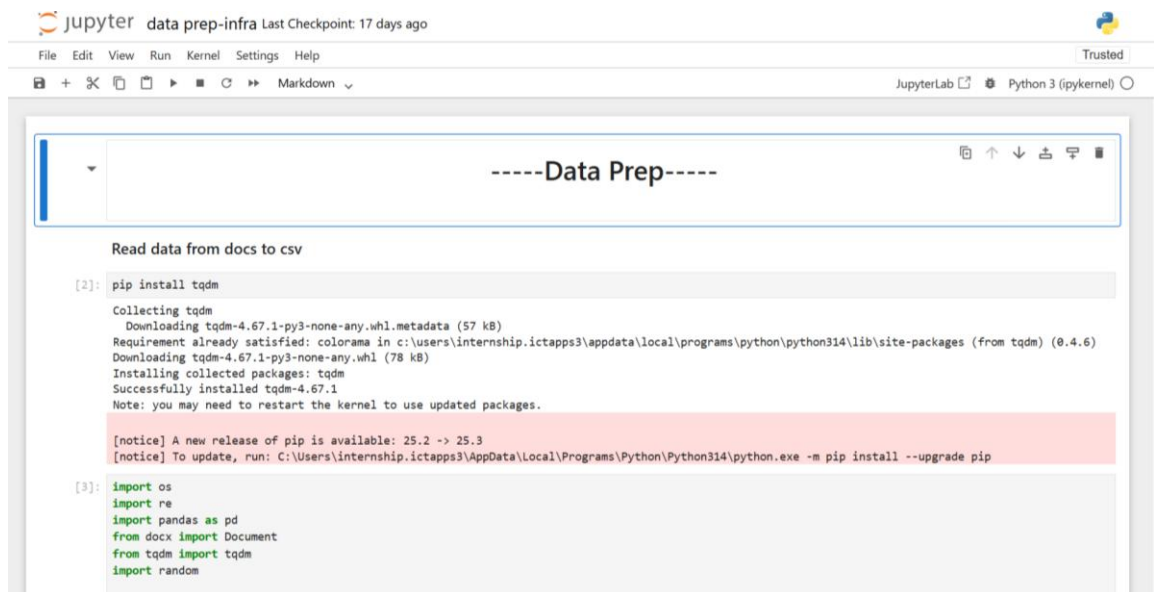 jupyter data prep-infra Last Checkpoint: 17 days ago
File Edit View Run Kernel Settings Help
Trusted
Markdown
JupyterLab
Python 3 (ipykernel)
-----Data Prep-----
Read data from docs to csv
[2]: pip install tqdm
Collecting tqdm
  Downloading tqdm-4.67.1-py3-none-any.whl.metadata (57 kB)
Requirement already satisfied: colorama in c:\users\internship.ictapps3\appdata\local\programs\python\python314\lib\site-packages (from tqdm) (0.4.6)
Downloading tqdm-4.67.1-py3-none-any.whl (78 kB)
Installing collected packages: tqdm
Successfully installed tqdm-4.67.1
Note: you may need to restart the kernel to use updated packages.
[notice] A new release of pip is available: 25.2 -> 25.3
[notice] To update, run: C:\Users\internship.ictapps3\AppData\Local\Programs\Python\Python314\python.exe -m pip install --upgrade pip
[3]: import os
import re
import pandas as pd
from docx import Document
from tqdm import tqdm
import random